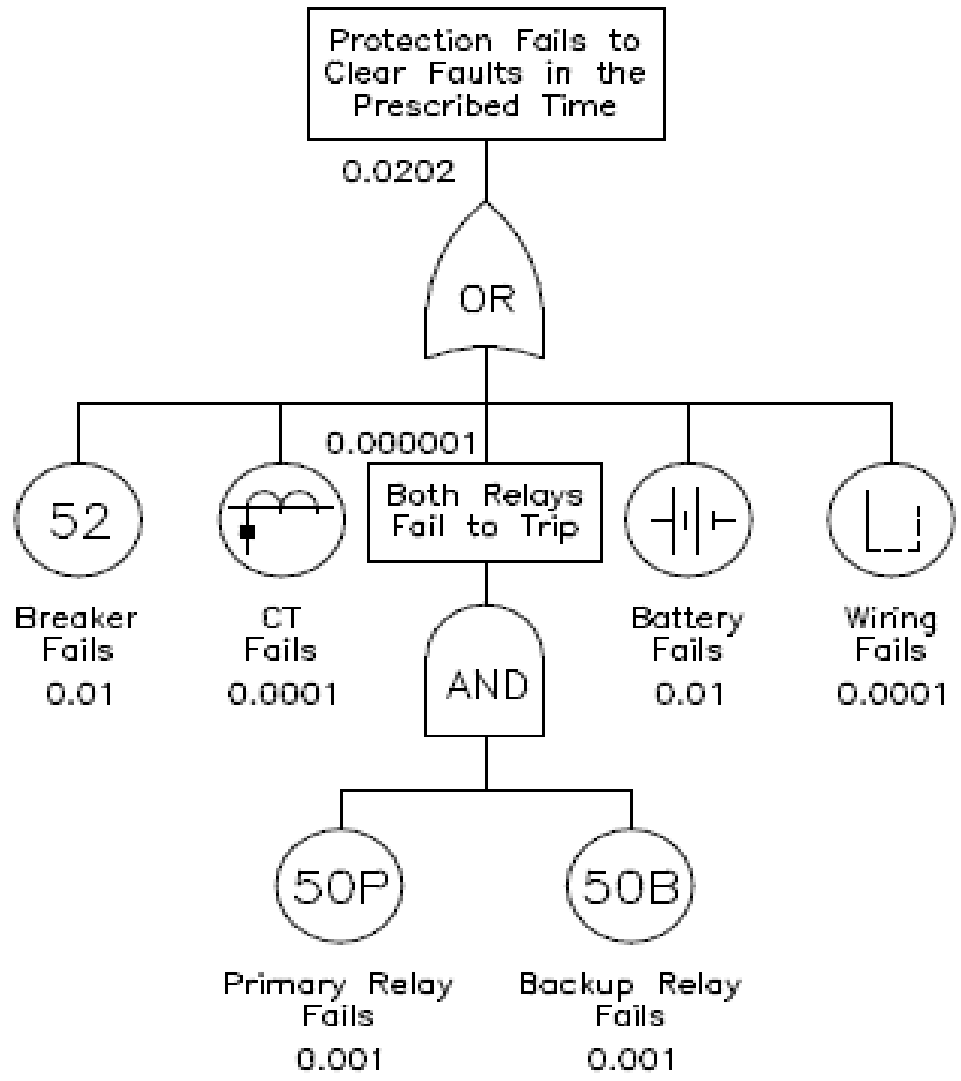 Protection Fails to
Clear Faults in the
Prescribed Time
0.0202
OR
0.000001
52
Both Relays
Fail to Trip
Breaker
Fails
0.01
CT
Fails
0.0001
Battery
Fails
0.01
Wiring
Fails
0.0001
AND
50P
50B
Primary Relay
Fails
0.001
Backup Relay
Fails
0.001